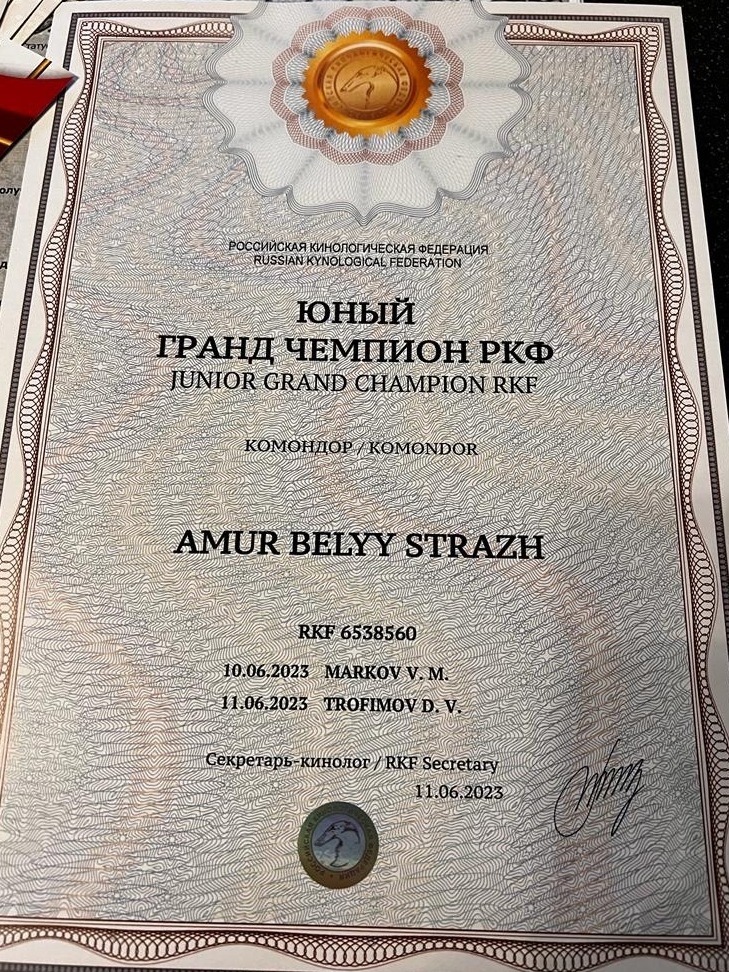 РОССИЙСКАЯ КИНОЛОГИЧЕСКАЯ ФЕДЕРАЦИЯ
RUSSIAN KYNOLOGICAL FEDERATION
ЮНЫЙ
ГРАНД ЧЕМПИОН РКФ
JUNIOR GRAND CHAMPION RKF
КОМОНДОР / KOMONDOR
AMUR BELYY STRAZH
RKF 6538560
10.06.2023 MARKOV V. M.
11.06.2023 TROFIMOV D. V.
Секретарь-кинолог / RKF Secretary
11.06.2023